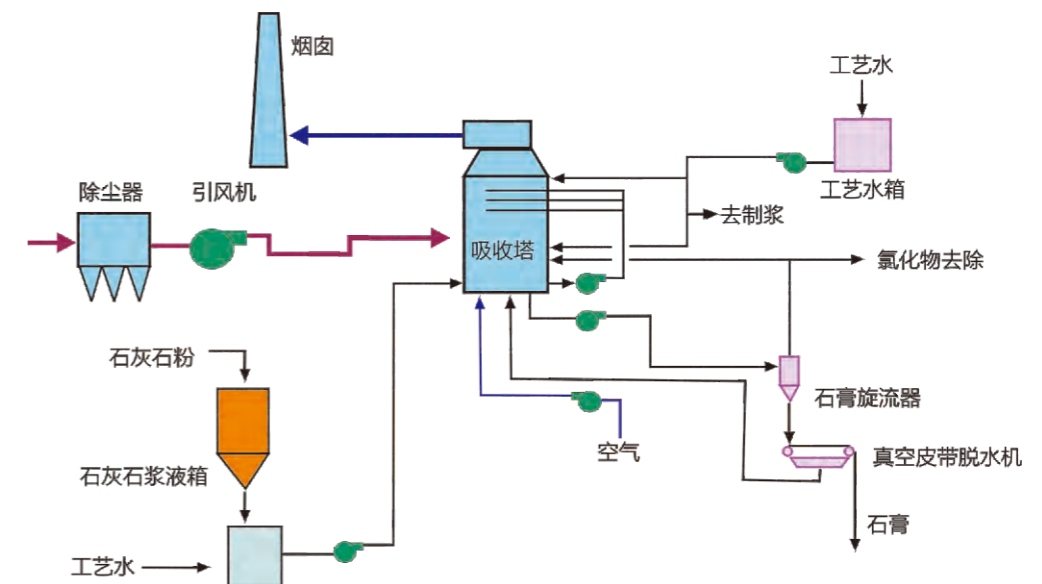 烟囱
工艺水
除尘器
引风机
工艺水箱
去制浆
吸收塔
氯化物去除
石灰石粉
石膏旋流器
空气
真空皮带脱水机
石灰石浆液箱
石膏
工艺水